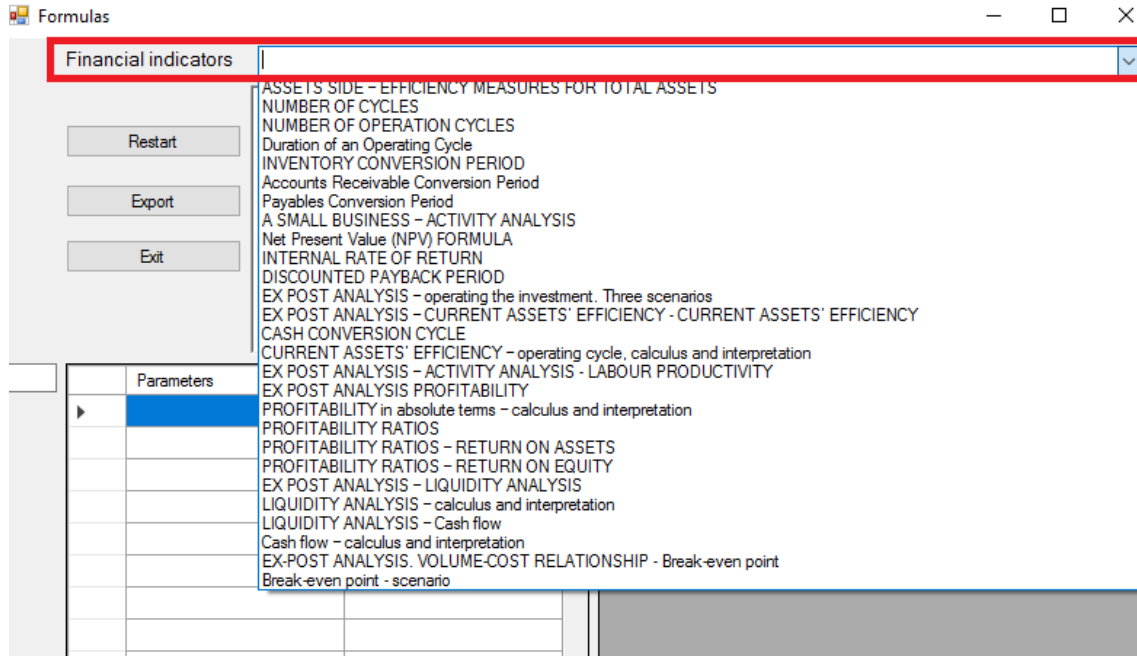 Formulas
Financial indicators
ASSETS SIDE – EFFICIENCY MEASURES FOR TOTAL ASSETS
NUMBER OF CYCLES
NUMBER OF OPERATION CYCLES
Duration of an Operating Cycle
INVENTORY CONVERSION PERIOD
Accounts Receivable Conversion Period
Payables Conversion Period
A SMALL BUSINESS – ACTIVITY ANALYSIS
Net Present Value (NPV) FORMULA
INTERNAL RATE OF RETURN
DISCOUNTED PAYBACK PERIOD
EX POST ANALYSIS – operating the investment. Three scenarios
EX POST ANALYSIS – CURRENT ASSETS' EFFICIENCY - CURRENT ASSETS' EFFICIENCY
CASH CONVERSION CYCLE
CURRENT ASSETS' EFFICIENCY – operating cycle, calculus and interpretation
EX POST ANALYSIS – ACTIVITY ANALYSIS - LABOUR PRODUCTIVITY
EX POST ANALYSIS PROFITABILITY
PROFITABILITY in absolute terms – calculus and interpretation
PROFITABILITY RATIOS
PROFITABILITY RATIOS – RETURN ON ASSETS
PROFITABILITY RATIOS – RETURN ON EQUITY
EX POST ANALYSIS – LIQUIDITY ANALYSIS
LIQUIDITY ANALYSIS – calculus and interpretation
LIQUIDITY ANALYSIS – Cash flow
Cash flow – calculus and interpretation
EX-POST ANALYSIS. VOLUME-COST RELATIONSHIP - Break-even point
Break-even point - scenario
Restart
Export
Exit
Parameters